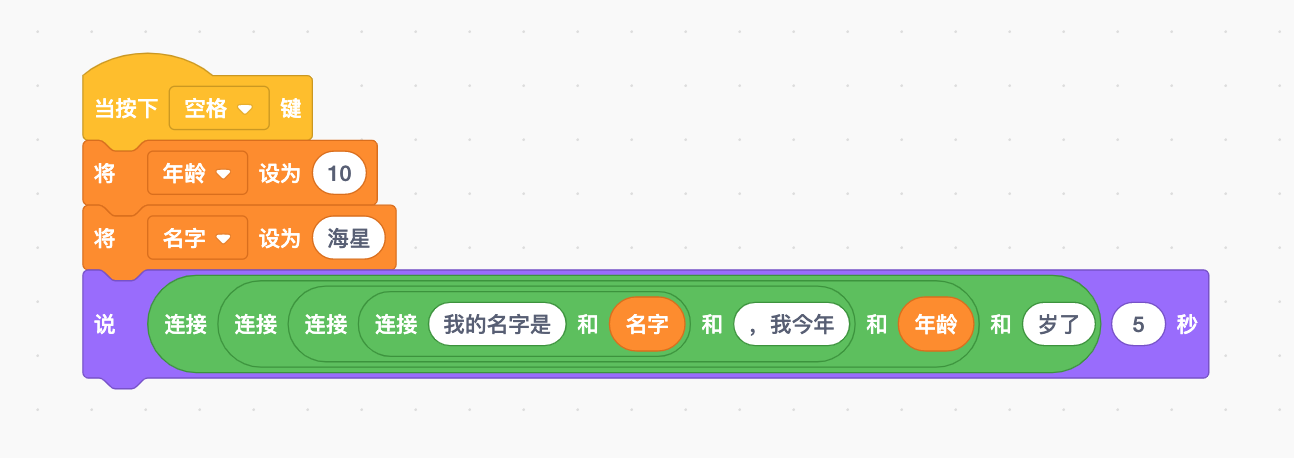 当按下 空格 键
将 年龄 设为 10
将 名字 设为 海星
说 连接 连接 连接 连接 我的名字是 和 名字 和 ，我今年 和 年龄 和 岁了 5 秒